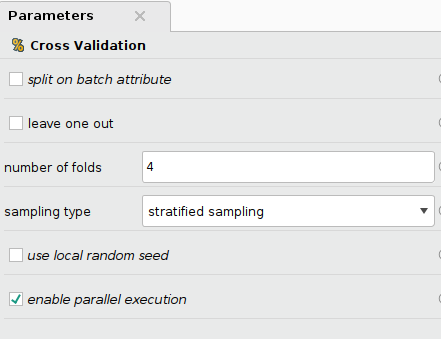 Parameters
Cross Validation
split on batch attribute
leave one out
number of folds 4
sampling type stratified sampling
use local random seed
enable parallel execution